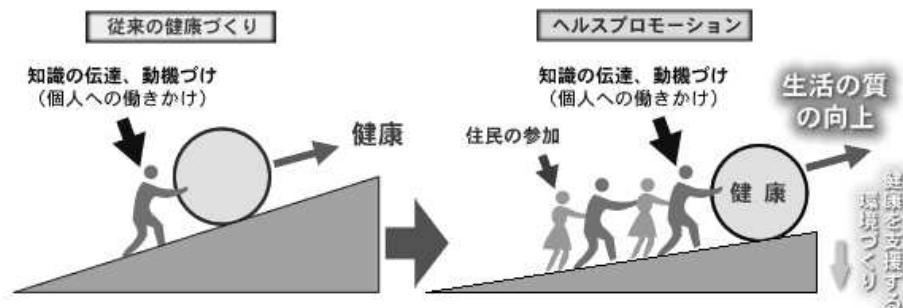 従来の健康づくり
知識の伝達、動機づけ
（個人への働きかけ）
健康
ヘルスプロモーション
知識の伝達、動機づけ
（個人への働きかけ）
住民の参加
生活の質
の向上
健 康
健康を支援する
環境づくり